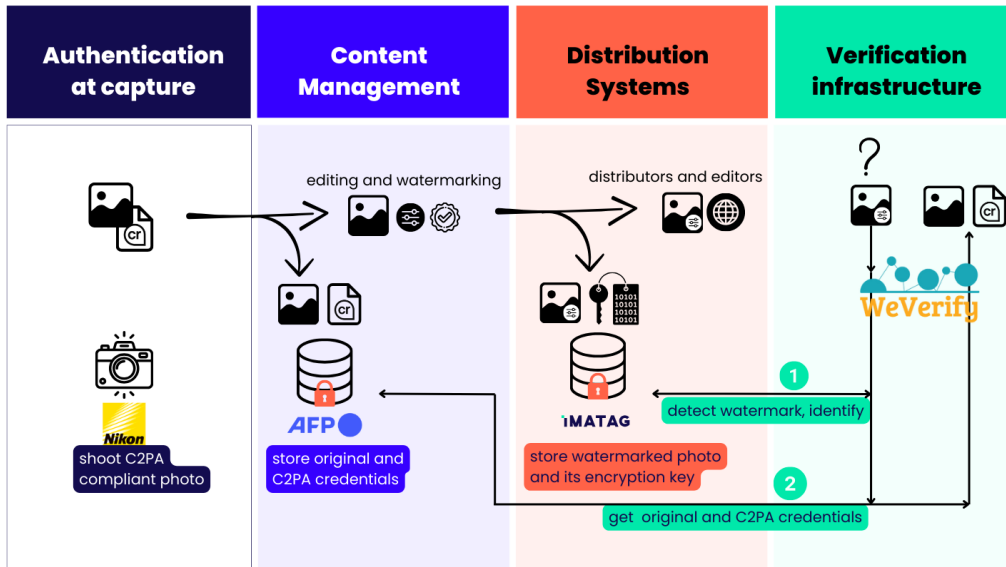 Authentication
at capture
Content
Management
Distribution
Systems
Verification
infrastructure
editing and watermarking
distributors and editors
?
cr
cr
cr
10101
10101
10101
10101
WeVerify
1
detect watermark, identify
AFP
iMATAG
Nikon
shoot C2PA
compliant photo
store original and
C2PA credentials
store watermarked photo
and its encryption key
2
get original and C2PA credentials